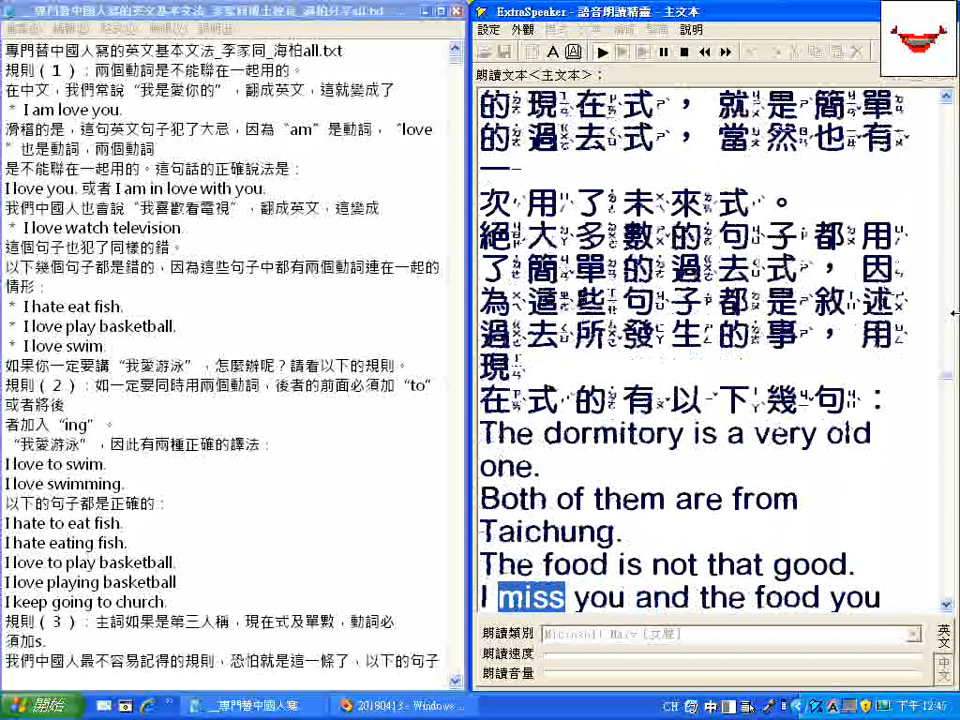 專門替中國人寫的英文基本文法_李家同_海柏all.txt
規則(1):兩個動詞是不能聯在一起用的。
在中文,我們常說“我是愛你的”,翻成英文,這就變成了
* I am love you.
滑稽的是,這句英文句子犯了大忌,因為“am”是動詞,“love
”也是動詞,兩個動詞
是不能聯在一起用的。這句話的正確說法是:
I love you. 或者 I am in love with you.
我們中國人也會說“我喜歡看電視”,翻成英文,這變成
* I love watch television.
這個句子也犯了同樣的錯。
以下幾個句子都是錯的,因為這些句子中都有兩個動詞連在一起的
情形:
* I hate eat fish.
* I love play basketball.
* I love swim.
如果你一定要講“我愛游泳”,怎麼辦呢?請看以下的規則。
規則(2):如一定要同時用兩個動詞,後者的前面必須加“to”
或者將後
者加入“ing”。
“我愛游泳”,因此有兩種正確的譯法:
I love to swim.
I love swimming.
以下的句子都是正確的:
I hate to eat fish.
I hate eating fish.
I love to play basketball.
I love playing basketball
I keep going to church.
規則(3):主詞如果是第三人稱,現在式及單數,動詞必
須加s.
我們中國人最不容易記得的規則,恐怕就是這一條了,以下的句子
ExtraSpeaker - 語音朗讀精靈 - 主文本
設定 外觀 說明
朗讀文本<主文本>:
的現在式,就是簡單
的過去式,當然也有
一
次用了未來式。
絕大多數的句子都用
了簡單的過去式,因
為這些句子都是敘述
過去所發生的事,用
現
在式的有以下幾句:
The dormitory is a very old
one.
Both of them are from
Taichung.
The food is not that good.
I miss you and the food you
朗讀類別 Microsoft Mary [女聲]
朗讀速度
朗讀音量
英文
中文
開始
__專門替中國人寫
20180413 - Windows ...
CH
中
下午 12:46